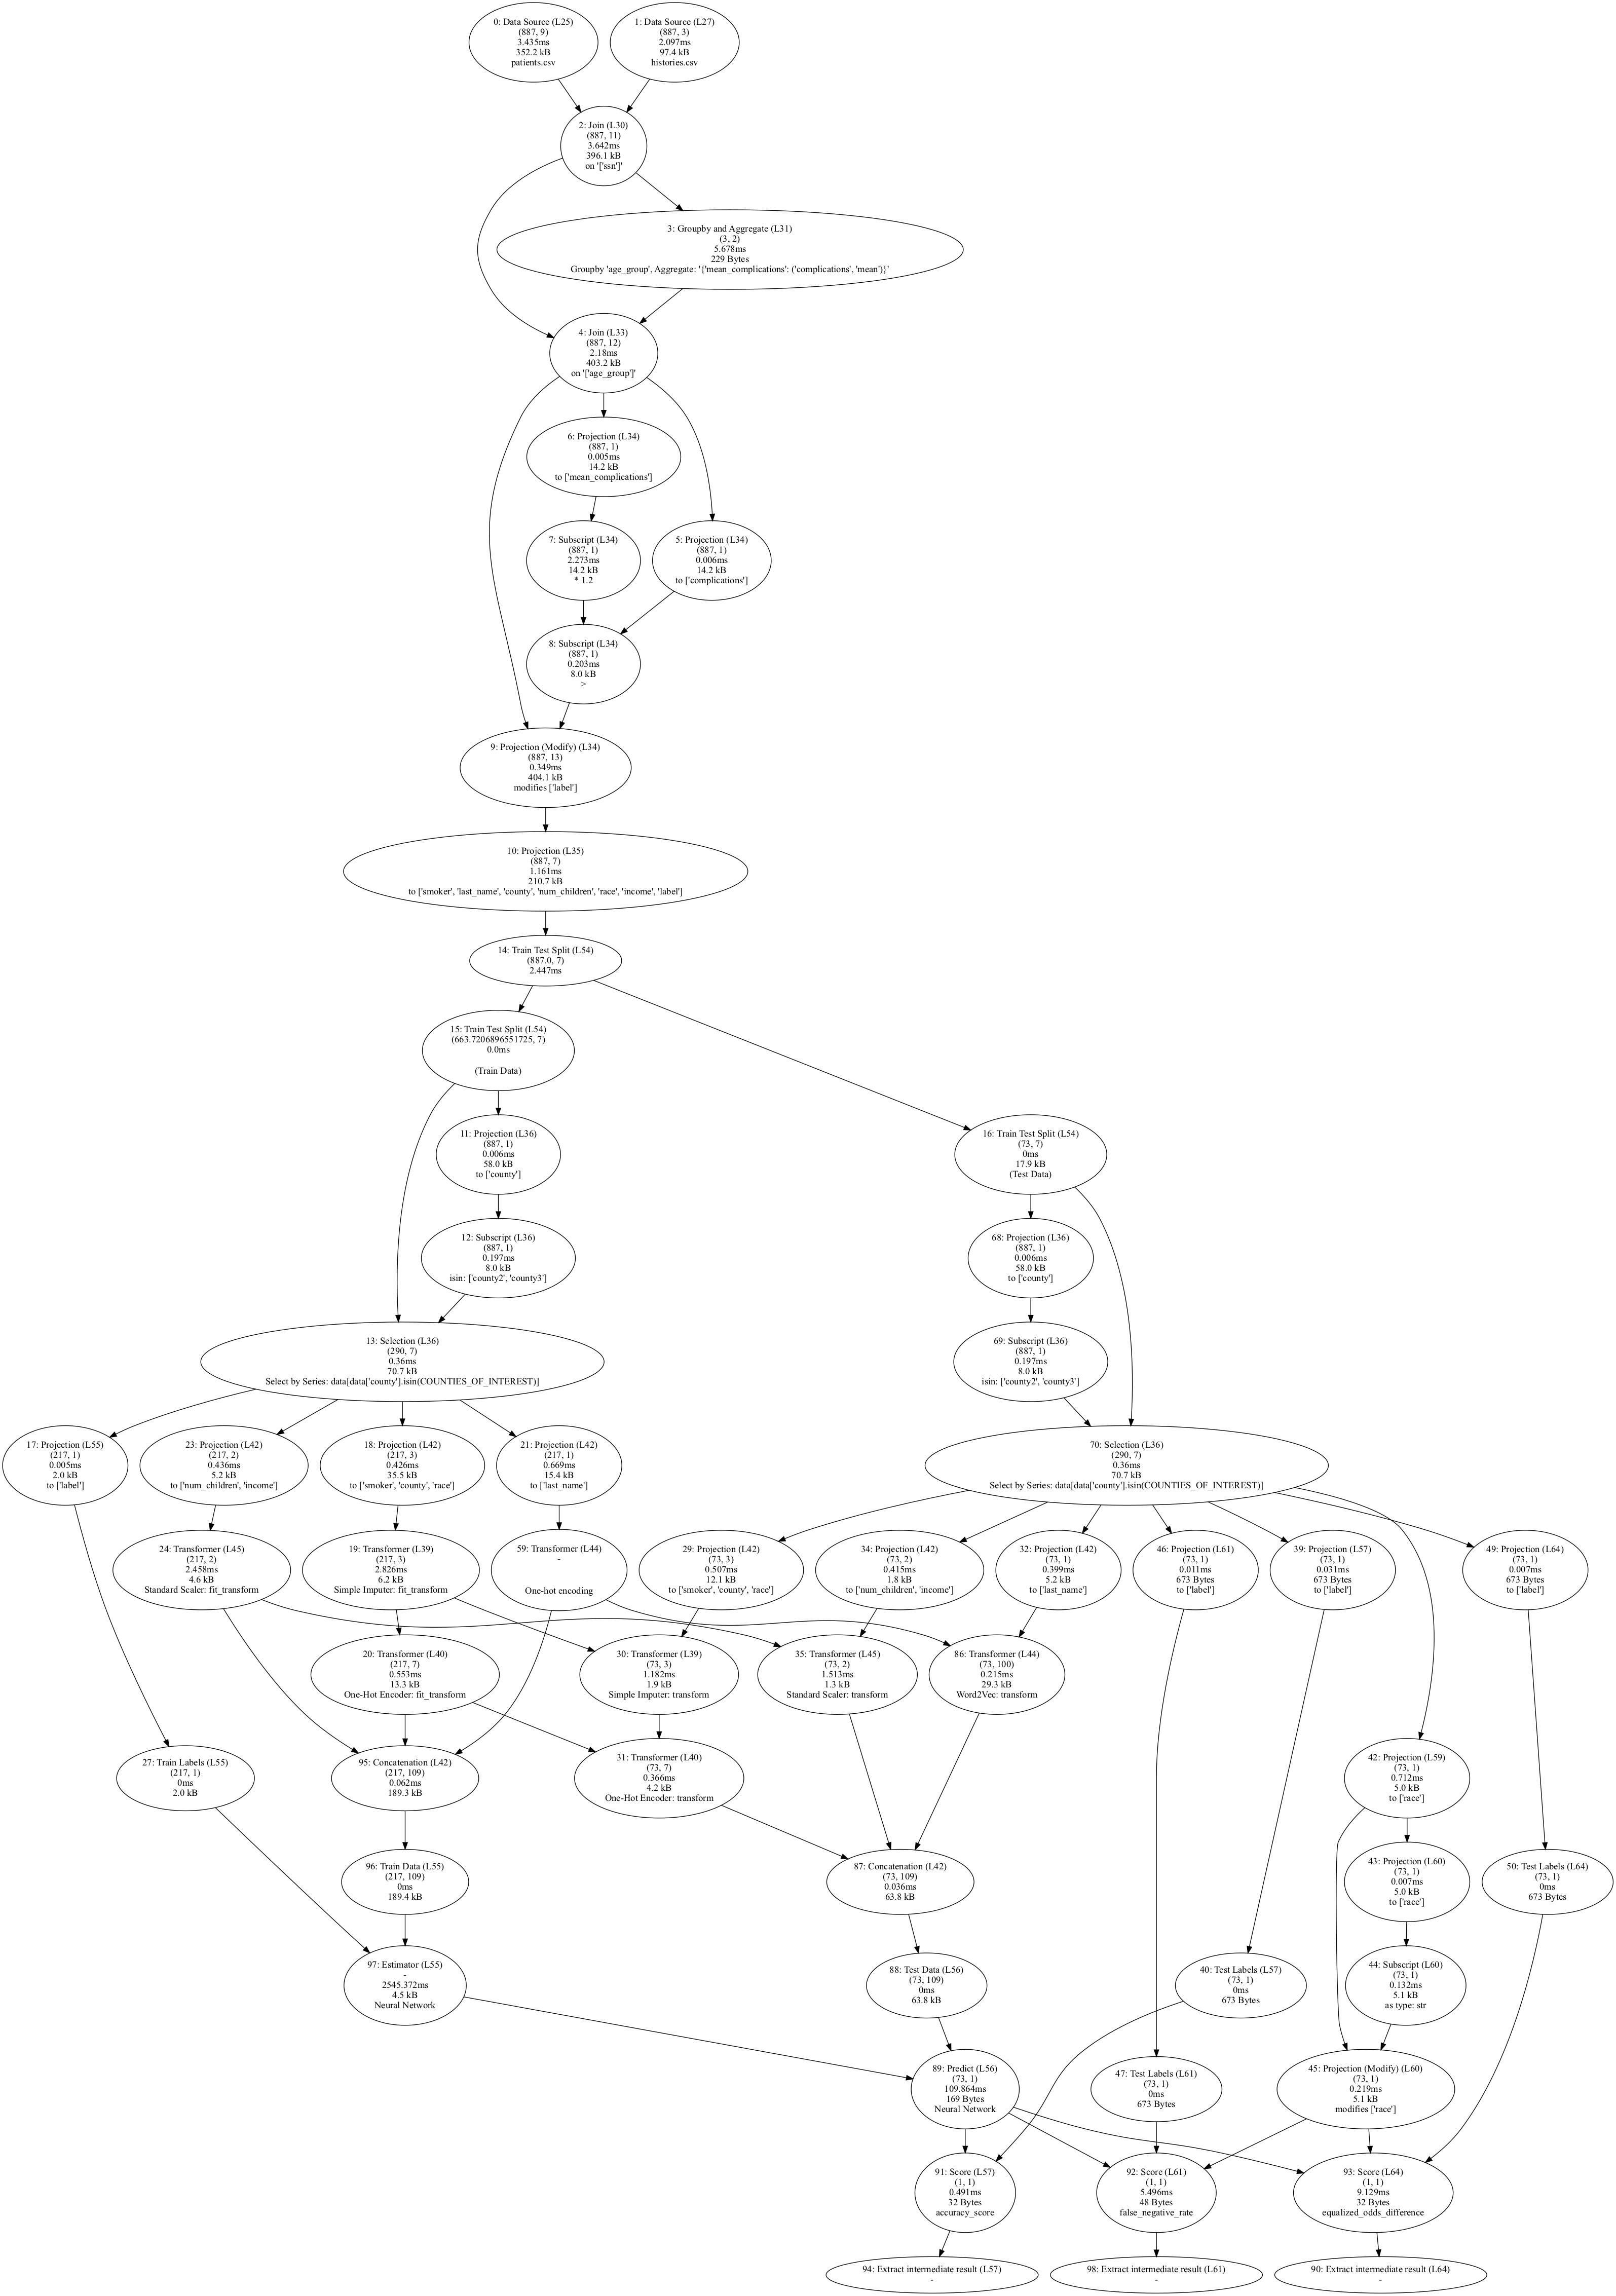 0: Data Source (L25)
(887, 9)
3.435ms
352.2 kB
patients.csv
1: Data Source (L27)
(887, 3)
2.097ms
97.4 kB
histories.csv
2: Join (L30)
(887, 11)
3.642ms
396.1 kB
on '['ssn']'
3: Groupby and Aggregate (L31)
(3, 2)
5.678ms
229 Bytes
Groupby 'age_group', Aggregate: '{'mean_complications': ('complications', 'mean')}'
4: Join (L33)
(887, 12)
2.18ms
403.2 kB
on '['age_group']'
6: Projection (L34)
(887, 1)
0.005ms
14.2 kB
to ['mean_complications']
7: Subscript (L34)
(887, 1)
2.273ms
14.2 kB
* 1.2
5: Projection (L34)
(887, 1)
0.006ms
14.2 kB
to ['complications']
8: Subscript (L34)
(887, 1)
0.203ms
8.0 kB
>
9: Projection (Modify) (L34)
(887, 13)
0.349ms
404.1 kB
modifies ['label']
10: Projection (L35)
(887, 7)
1.161ms
210.7 kB
to ['smoker', 'last_name', 'county', 'num_children', 'race', 'income', 'label']
14: Train Test Split (L54)
(887.0, 7)
2.447ms
15: Train Test Split (L54)
(663.7206896551725, 7)
0.0ms
(Train Data)
11: Projection (L36)
(887, 1)
0.006ms
58.0 kB
to ['county']
16: Train Test Split (L54)
(73, 7)
0ms
17.9 kB
(Test Data)
12: Subscript (L36)
(887, 1)
0.197ms
8.0 kB
isin: ['county2', 'county3']
68: Projection (L36)
(887, 1)
0.006ms
58.0 kB
to ['county']
13: Selection (L36)
(290, 7)
0.36ms
70.7 kB
Select by Series: data[data['county'].isin(COUNTIES_OF_INTEREST)]
69: Subscript (L36)
(887, 1)
0.197ms
8.0 kB
isin: ['county2', 'county3']
17: Projection (L55)
(217, 1)
0.005ms
2.0 kB
to ['label']
23: Projection (L42)
(217, 2)
0.436ms
5.2 kB
to ['num_children', 'income']
18: Projection (L42)
(217, 3)
0.426ms
35.5 kB
to ['smoker', 'county', 'race']
21: Projection (L42)
(217, 1)
0.669ms
15.4 kB
to ['last_name']
70: Selection (L36)
(290, 7)
0.36ms
70.7 kB
Select by Series: data[data['county'].isin(COUNTIES_OF_INTEREST)]
24: Transformer (L45)
(217, 2)
2.458ms
4.6 kB
Standard Scaler: fit_transform
19: Transformer (L39)
(217, 3)
2.826ms
6.2 kB
Simple Imputer: fit_transform
59: Transformer (L44)
-
One-hot encoding
29: Projection (L42)
(73, 3)
0.507ms
12.1 kB
to ['smoker', 'county', 'race']
34: Projection (L42)
(73, 2)
0.415ms
1.8 kB
to ['num_children', 'income']
32: Projection (L42)
(73, 1)
0.399ms
5.2 kB
to ['last_name']
46: Projection (L61)
(73, 1)
0.011ms
673 Bytes
to ['label']
39: Projection (L57)
(73, 1)
0.031ms
673 Bytes
to ['label']
49: Projection (L64)
(73, 1)
0.007ms
673 Bytes
to ['label']
20: Transformer (L40)
(217, 7)
0.553ms
13.3 kB
One-Hot Encoder: fit_transform
30: Transformer (L39)
(73, 3)
1.182ms
1.9 kB
Simple Imputer: transform
35: Transformer (L45)
(73, 2)
1.513ms
1.3 kB
Standard Scaler: transform
86: Transformer (L44)
(73, 100)
0.215ms
29.3 kB
Word2Vec: transform
27: Train Labels (L55)
(217, 1)
0ms
2.0 kB
95: Concatenation (L42)
(217, 109)
0.062ms
189.3 kB
31: Transformer (L40)
(73, 7)
0.366ms
4.2 kB
One-Hot Encoder: transform
42: Projection (L59)
(73, 1)
0.712ms
5.0 kB
to ['race']
96: Train Data (L55)
(217, 109)
0ms
189.4 kB
87: Concatenation (L42)
(73, 109)
0.036ms
63.8 kB
43: Projection (L60)
(73, 1)
0.007ms
5.0 kB
to ['race']
50: Test Labels (L64)
(73, 1)
0ms
673 Bytes
97: Estimator (L55)
-
2545.372ms
4.5 kB
Neural Network
88: Test Data (L56)
(73, 109)
0ms
63.8 kB
40: Test Labels (L57)
(73, 1)
0ms
673 Bytes
44: Subscript (L60)
(73, 1)
0.132ms
5.1 kB
as type: str
89: Predict (L56)
(73, 1)
109.864ms
169 Bytes
Neural Network
47: Test Labels (L61)
(73, 1)
0ms
673 Bytes
45: Projection (Modify) (L60)
(73, 1)
0.219ms
5.1 kB
modifies ['race']
91: Score (L57)
(1, 1)
0.491ms
32 Bytes
accuracy_score
92: Score (L61)
(1, 1)
5.496ms
48 Bytes
false_negative_rate
93: Score (L64)
(1, 1)
9.129ms
32 Bytes
equalized_odds_difference
94: Extract intermediate result (L57)
-
98: Extract intermediate result (L61)
-
90: Extract intermediate result (L64)
-